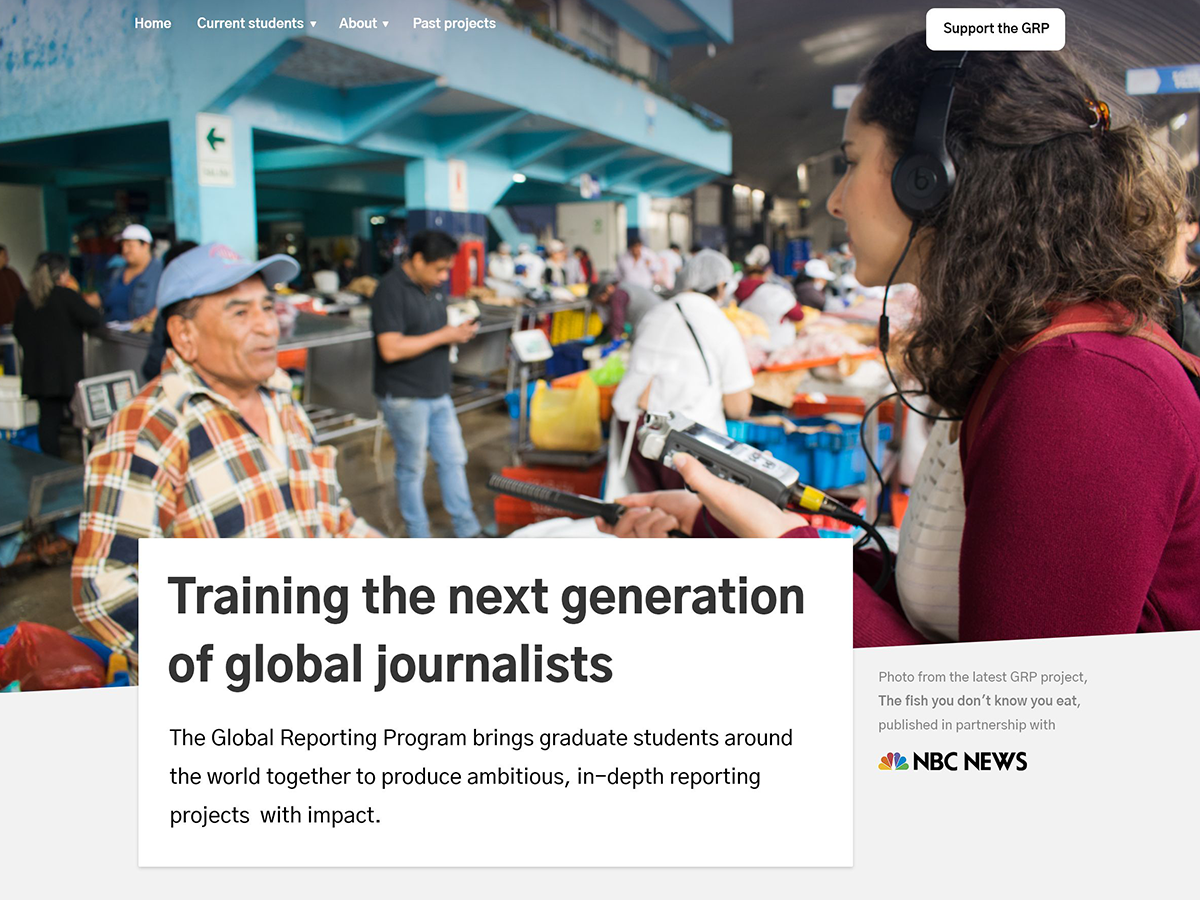 Home Current students ▾ About ▾ Past projects Support the GRP
Training the next generation
of global journalists
The Global Reporting Program brings graduate students around
the world together to produce ambitious, in-depth reporting
projects with impact.
Photo from the latest GRP project,
The fish you don't know you eat,
published in partnership with
NBC NEWS